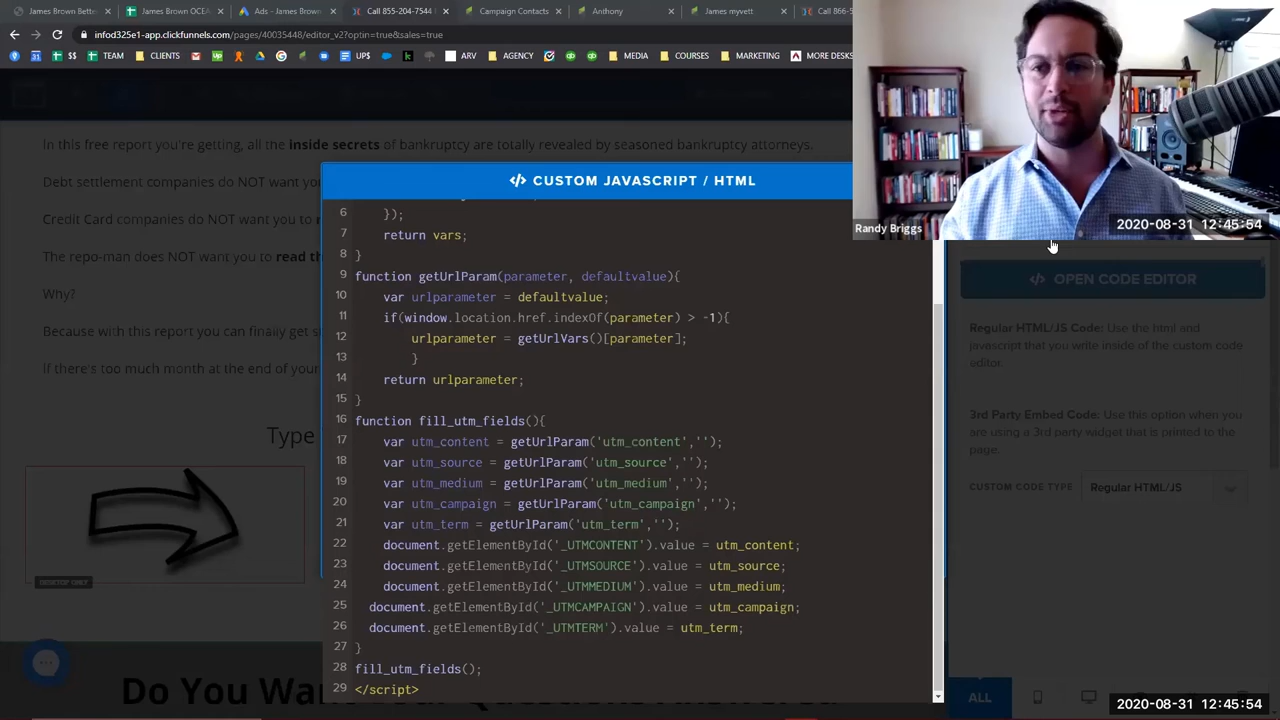 James Brown Bette
James Brown OCEA
Ads - James Brown
Call 855-204-7544
Campaign Contacts
Anthony
James myvett
Call 866-5
infod325e1-app.clickfunnels.com/pages/40035448/editor_v2?optin=true&sales=true
$$
TEAM
CLIENTS
UPS
ARV
AGENCY
MEDIA
COURSES
MARKETING
MORE DESKS
In this free report you're getting, all the inside secrets of bankruptcy are totally revealed by seasoned bankruptcy attorneys.
Debt settlement companies do NOT want you
Credit Card companies do NOT want you to r
The repo-man does NOT want you to read th
Why?
Because with this report you can finally get s
If there's too much month at the end of your
Type
DESKTOP ONLY
Do You Wan
</> CUSTOM JAVASCRIPT / HTML
6 });
7 return vars;
8 }
9 function getUrlParam(parameter, defaultvalue){
10 var urlparameter = defaultvalue;
11 if(window.location.href.indexOf(parameter) > -1){
12 urlparameter = getUrlVars()[parameter];
13 }
14 return urlparameter;
15 }
16 function fill_utm_fields(){
17 var utm_content = getUrlParam('utm_content','');
18 var utm_source = getUrlParam('utm_source','');
19 var utm_medium = getUrlParam('utm_medium','');
20 var utm_campaign = getUrlParam('utm_campaign','');
21 var utm_term = getUrlParam('utm_term','');
22 document.getElementById('_UTMCONTENT').value = utm_content;
23 document.getElementById('_UTMSOURCE').value = utm_source;
24 document.getElementById('_UTMMEDIUM').value = utm_medium;
25 document.getElementById('_UTMCAMPAIGN').value = utm_campaign;
26 document.getElementById('_UTMTERM').value = utm_term;
27 }
28 fill_utm_fields();
29 </script>
Randy Briggs
2020-08-31 12:45:54
</> OPEN CODE EDITOR
Regular HTML/JS Code: Use the html and
javascript that you write inside of the custom code
editor.
3rd Party Embed Code: Use this option when you
are using a 3rd party widget that is printed to the
page.
CUSTOM CODE TYPE
Regular HTML/JS
ALL
2020-08-31 12:45:54